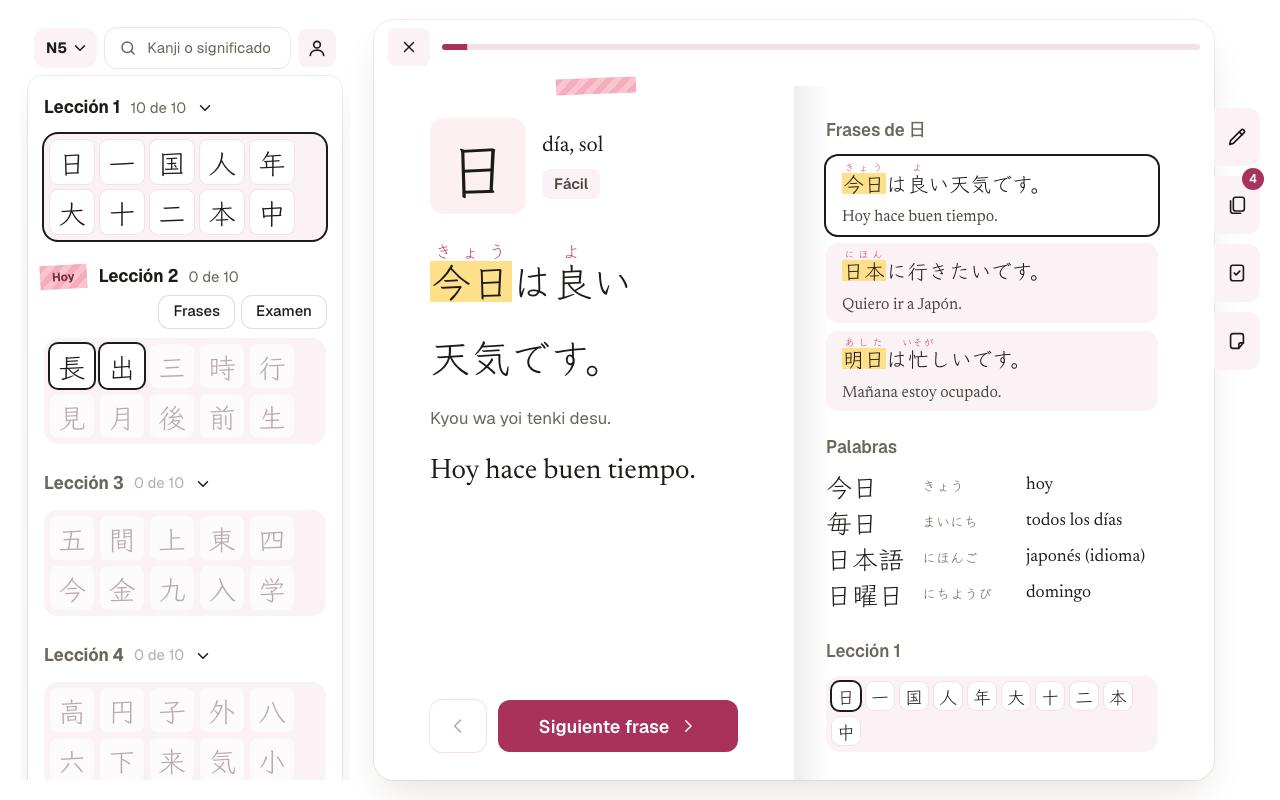 N5
Kanji o significado
Lección 1 10 de 10
日 一 国 人 年
大 十 二 本 中
Hoy Lección 2 0 de 10
Frases Examen
長 出 三 時 行
見 月 後 前 生
Lección 3 0 de 10
五 間 上 東 四
今 金 九 入 学
Lección 4 0 de 10
高 円 子 外 八
六 下 来 気 小
日
día, sol
Fácil
きょう よ
今日は良い
天気です。
Kyou wa yoi tenki desu.
Hoy hace buen tiempo.
Siguiente frase
Frases de 日
きょう よ
今日は良い天気です。
Hoy hace buen tiempo.
にほん
日本に行きたいです。
Quiero ir a Japón.
あした いそが
明日は忙しいです。
Mañana estoy ocupado.
Palabras
今日 きょう hoy
毎日 まいにち todos los días
日本語 にほんご japonés (idioma)
日曜日 にちようび domingo
Lección 1
日 一 国 人 年 大 十 二 本
中
4